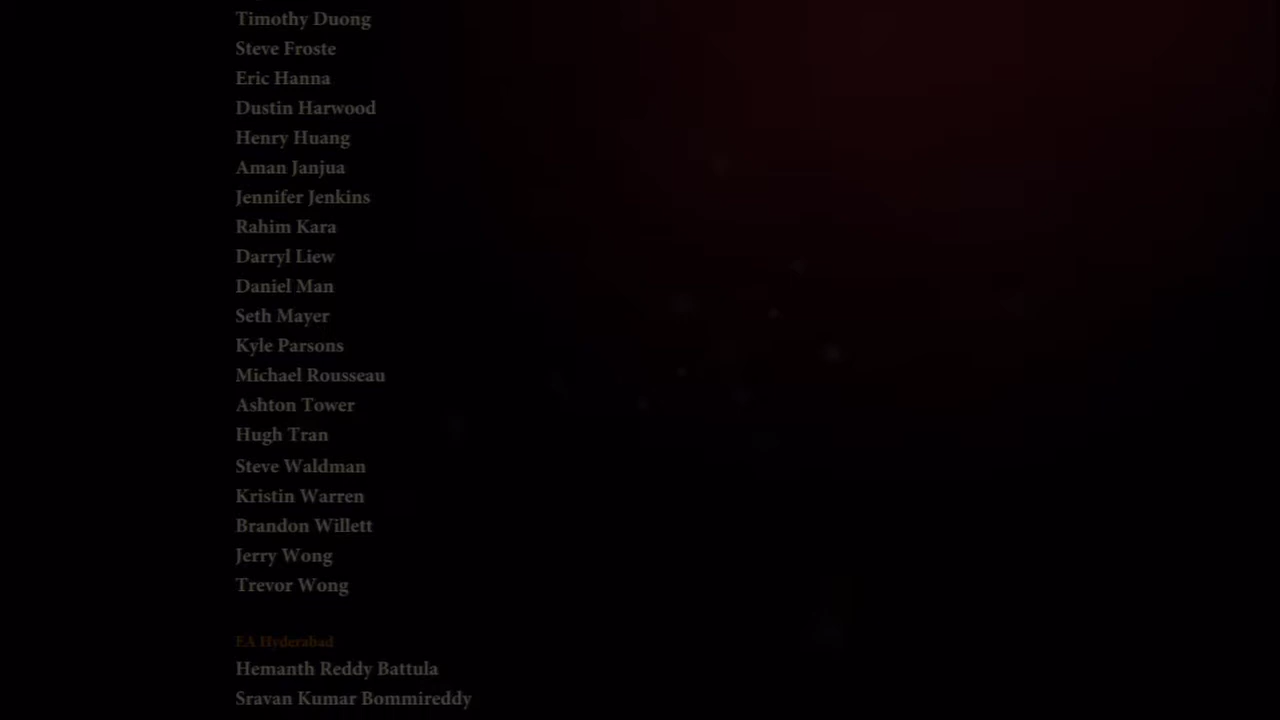 Timothy Duong
Steve Froste
Eric Hanna
Dustin Harwood
Henry Huang
Aman Janjua
Jennifer Jenkins
Rahim Kara
Darryl Liew
Daniel Man
Seth Mayer
Kyle Parsons
Michael Rousseau
Ashton Tower
Hugh Tran
Steve Waldman
Kristin Warren
Brandon Willett
Jerry Wong
Trevor Wong
EA Hyderabad
Hemanth Reddy Battula
Sravan Kumar Bommireddy